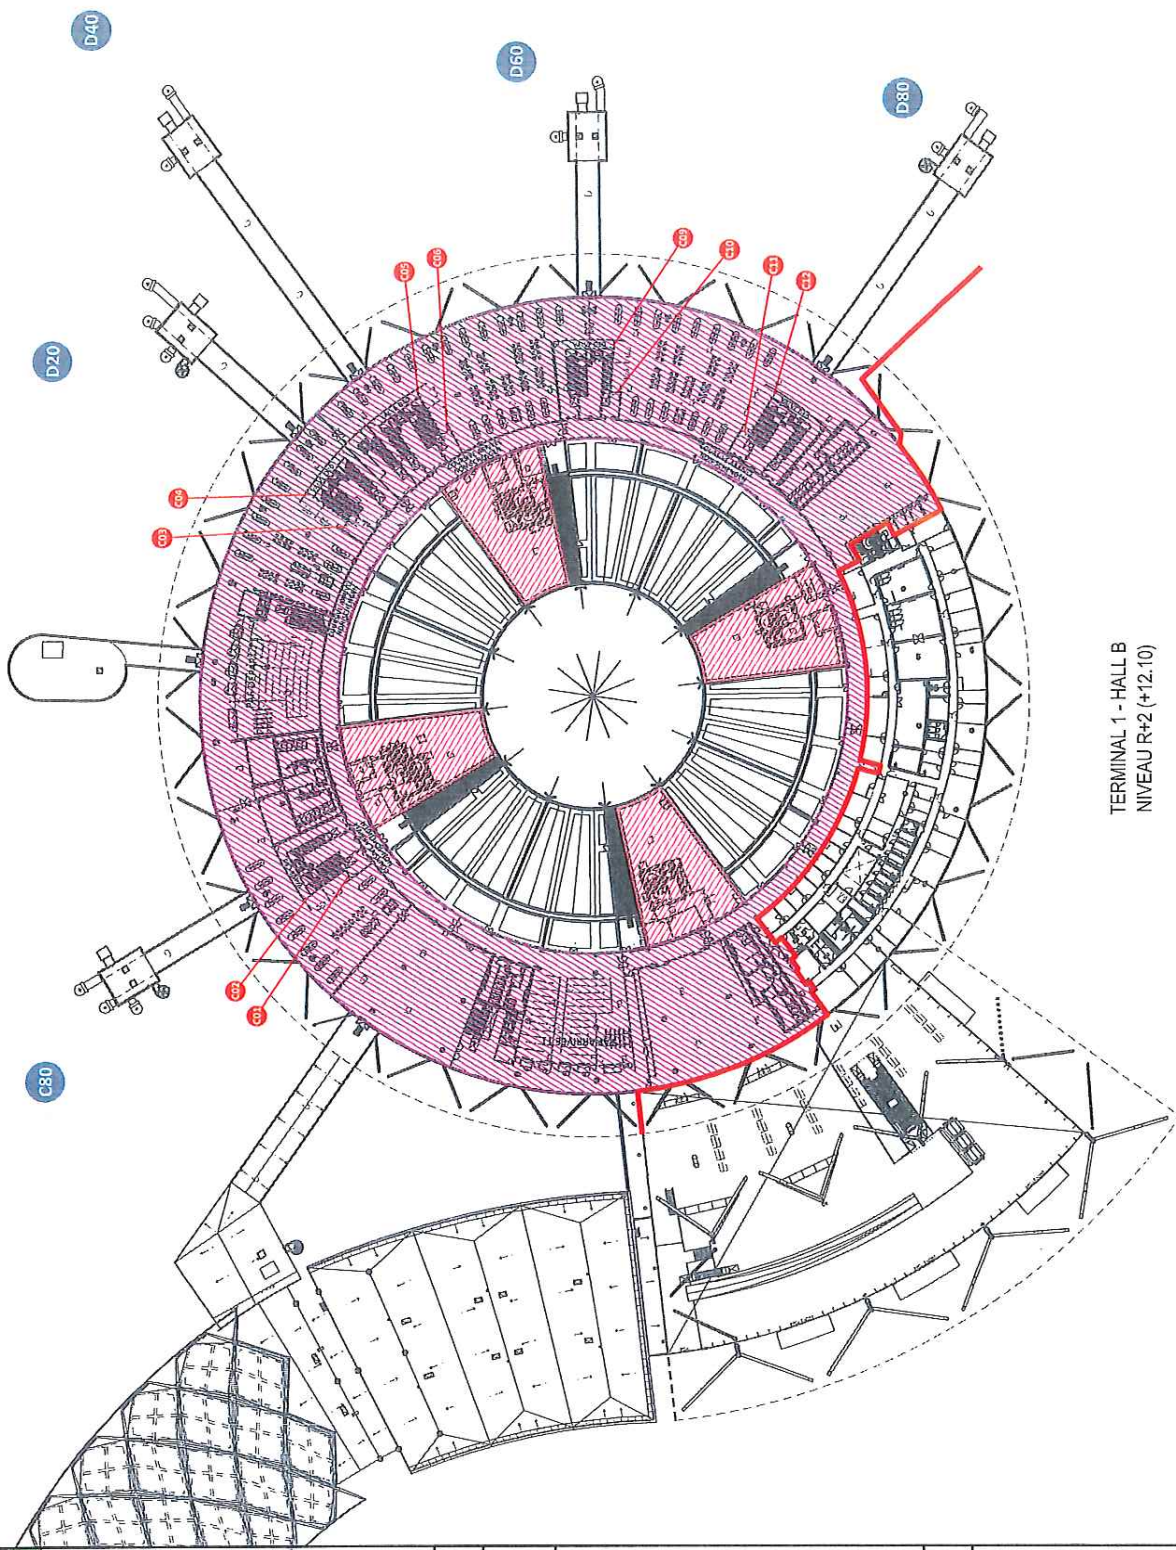 D40
D60
D80
D20
C80
C05
C06
C09
C10
C11
C12
C04
C03
C02
C01
TERMINAL 1 - HALL B
NIVEAU R+2 (+12.10)